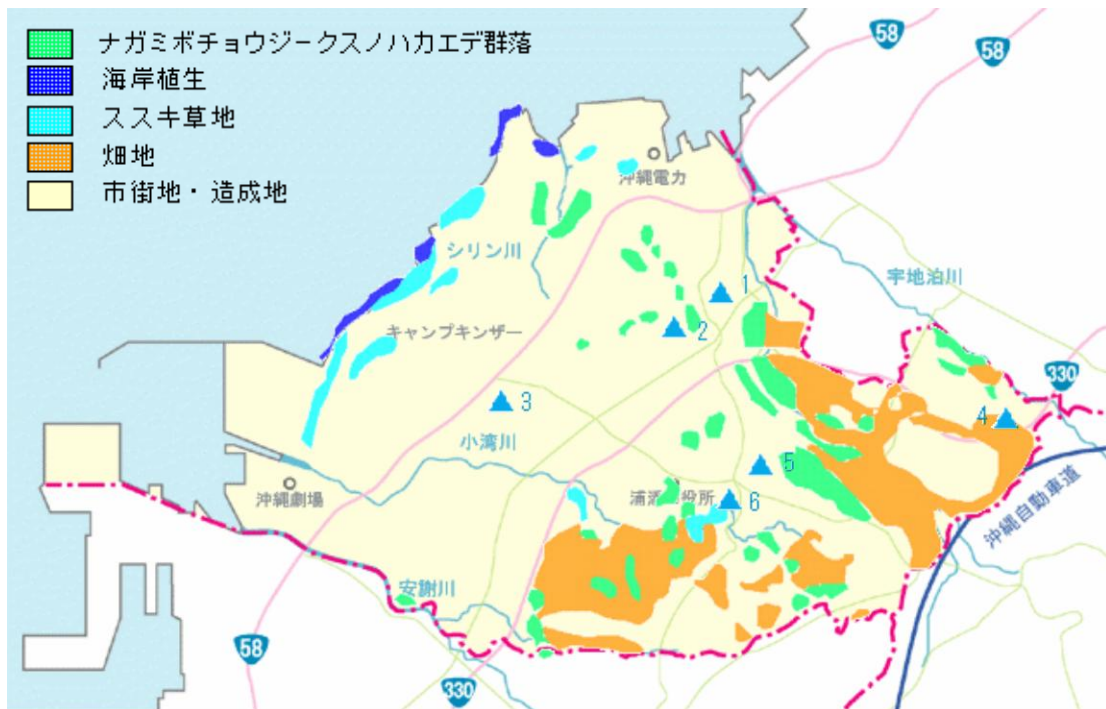 ナガミボチョウジークスノハカエデ群落
海岸植生
ススキ草地
畑地
市街地・造成地
58
58
沖縄電力
シリン川
宇地泊川
1
2
キャンプキンザー
330
3
4
小湾川
5
沖縄劇場
浦添 役所
6
沖縄自動車道
安謝川
58
330